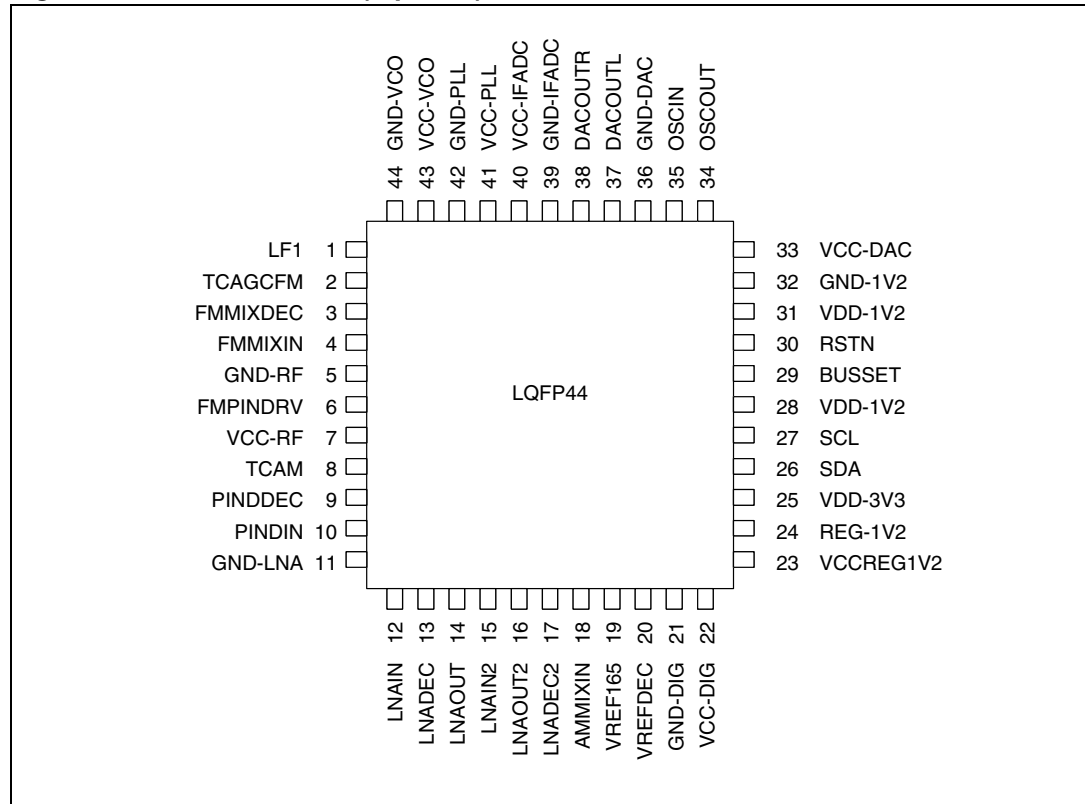 44 GND-VCO
43 VCC-VCO
42 GND-PLL
41 VCC-PLL
40 VCC-IFADC
39 GND-IFADC
38 DACOUTR
37 DACOUTL
36 GND-DAC
35 OSCIN
34 OSCOUT
LF1 1
TCAGCFM 2
FMMIXDEC 3
FMMIXIN 4
GND-RF 5
FMPINDRV 6
VCC-RF 7
TCAM 8
PINDDEC 9
PINDIN 10
GND-LNA 11
LQFP44
33 VCC-DAC
32 GND-1V2
31 VDD-1V2
30 RSTN
29 BUSSET
28 VDD-1V2
27 SCL
26 SDA
25 VDD-3V3
24 REG-1V2
23 VCCREG1V2
LNAIN 12
LNADEC 13
LNAOUT 14
LNAIN2 15
LNAOUT2 16
LNADEC2 17
AMMIXIN 18
VREF165 19
VREFDEC 20
GND-DIG 21
VCC-DIG 22